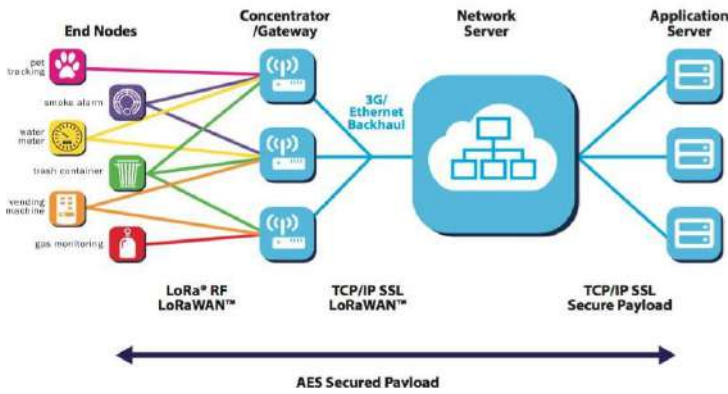 End Nodes
Concentrator
/Gateway
Network
Server
Application
Server
pet
tracking
smoke alarm
water
meter
trash container
vending
machine
gas monitoring
3G/
Ethernet
Backhaul
LoRa® RF
LoRaWAN™
TCP/IP SSL
LoRaWAN™
TCP/IP SSL
Secure Payload
AES Secured Payload